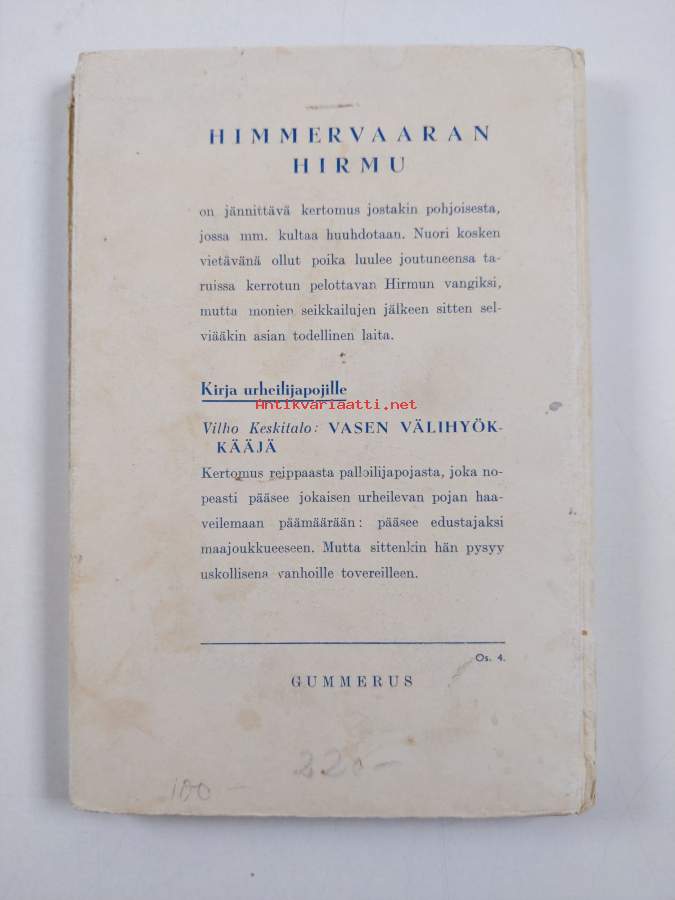 HIMMERVAARAN
HIRMU
on jännittävä kertomus jostakin pohjoisesta,
jossa mm. kultaa huuhdotaan. Nuori kosken
vietävänä ollut poika luulee joutuneensa ta-
ruissa kerrotun pelottavan Hirmun vangiksi,
mutta monien seikkailujen jälkeen sitten sel-
viääkin asian todellinen laita.
Kirja urheilijapojille
Antikvariaatti.net
Vilho Keskitalo: VASEN VÄLIHYÖK-
KÄÄJÄ
Kertomus reippaasta palloilijapojasta, joka no-
peasti pääsee jokaisen urheilevan pojan haa-
veilemaan päämäärään: pääsee edustajaksi
maajoukkueeseen. Mutta sittenkin hän pysyy
uskollisena vanhoille tovereilleen.
Os. 4.
GUMMERUS
220-
100 -